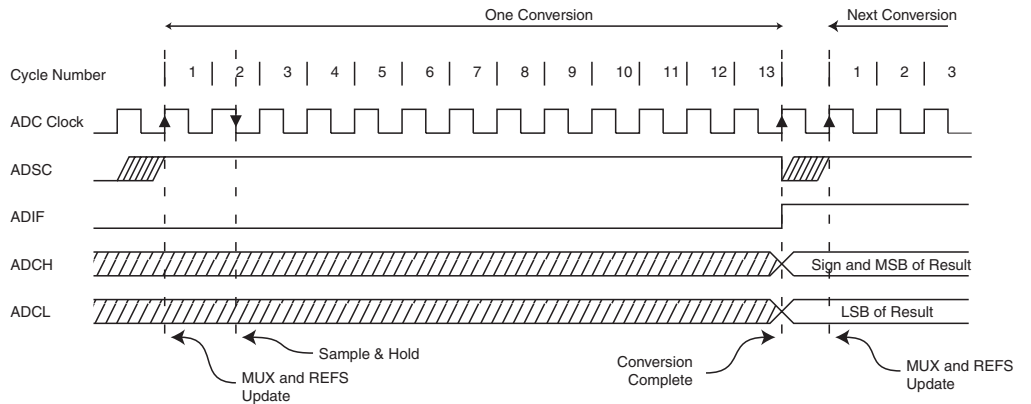 One Conversion
Next Conversion
Cycle Number 1 2 3 4 5 6 7 8 9 10 11 12 13 1 2 3
ADC Clock
ADSC
ADIF
ADCH
Sign and MSB of Result
ADCL
LSB of Result
Sample & Hold
MUX and REFS
Update
Conversion
Complete
MUX and REFS
Update